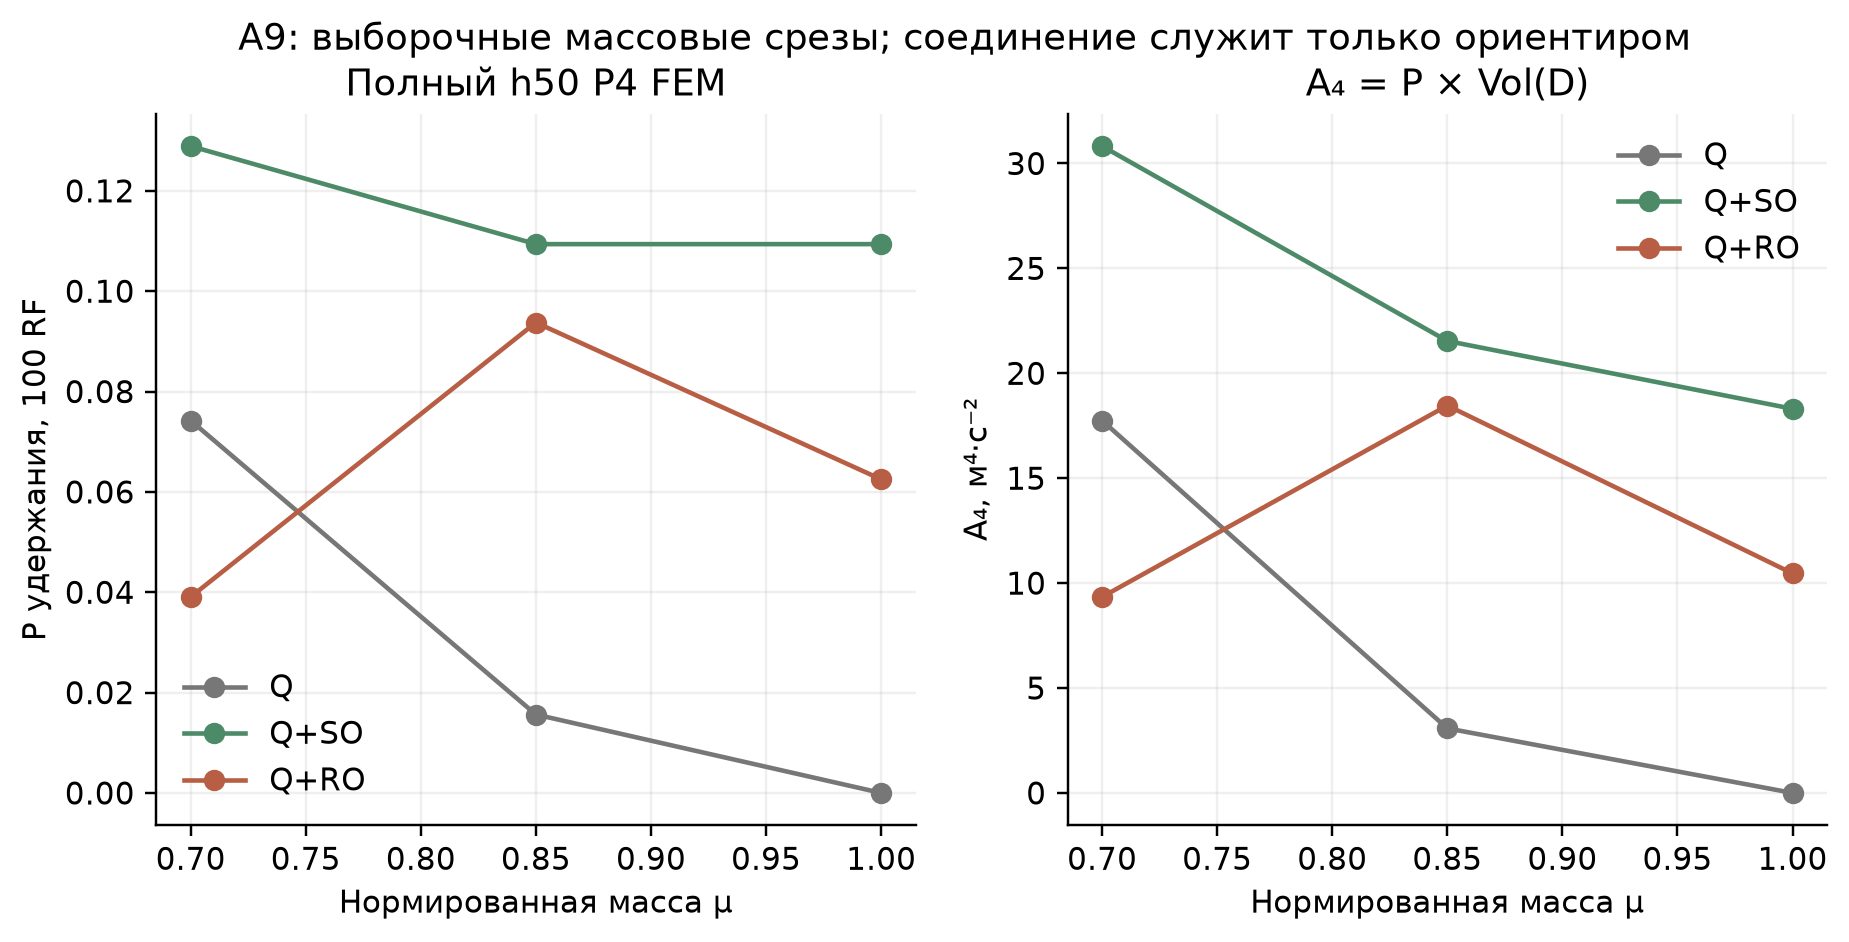 A9: выборочные массовые срезы; соединение служит только ориентиром
Полный h50 P4 FEM
P удержания, 100 RF
0.12
0.10
0.08
0.06
0.04
0.02
0.00
Q
Q+SO
Q+RO
0.70 0.75 0.80 0.85 0.90 0.95 1.00
Нормированная масса μ
A₄ = P × Vol(D)
A₄, м⁴·с⁻²
30
25
20
15
10
5
0
Q
Q+SO
Q+RO
0.70 0.75 0.80 0.85 0.90 0.95 1.00
Нормированная масса μ